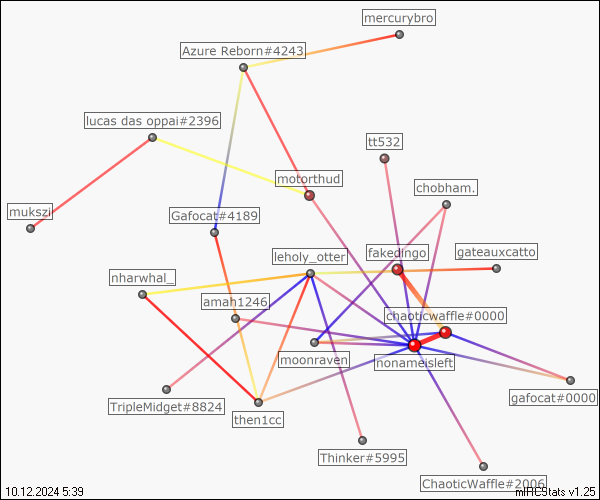 mercurybro
Azure Reborn#4243
lucas das oppai#2396
tt532
motorthud
chobham.
mukszi
Gafocat#4189
leholy_otter
fakedingo
gateauxcatto
nharwhal_
amah1246
chaoticwaffle#0000
moonraven
nonameisleft
gafocat#0000
TripleMidget#8824
then1cc
Thinker#5995
ChaoticWaffle#2006
10.12.2024 5:39
mIRCStats v1.25